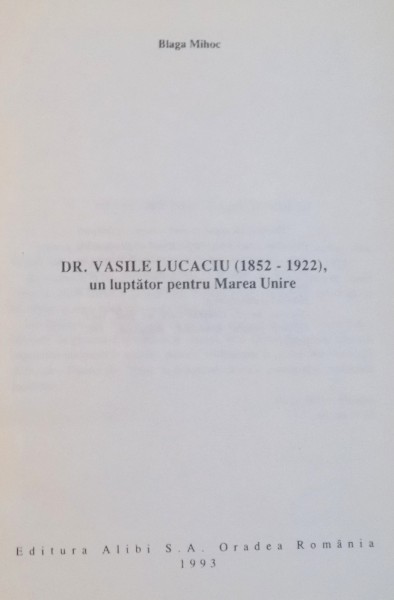 Blaga Mihoc
DR. VASILE LUCACIU (1852 - 1922),
un luptător pentru Marea Unire
Editura Alibi S.A. Oradea România
1993